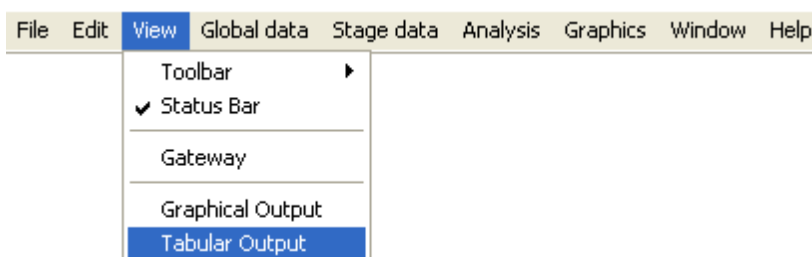 File Edit View Global data Stage data Analysis Graphics Window Help
Toolbar
Status Bar
Gateway
Graphical Output
Tabular Output